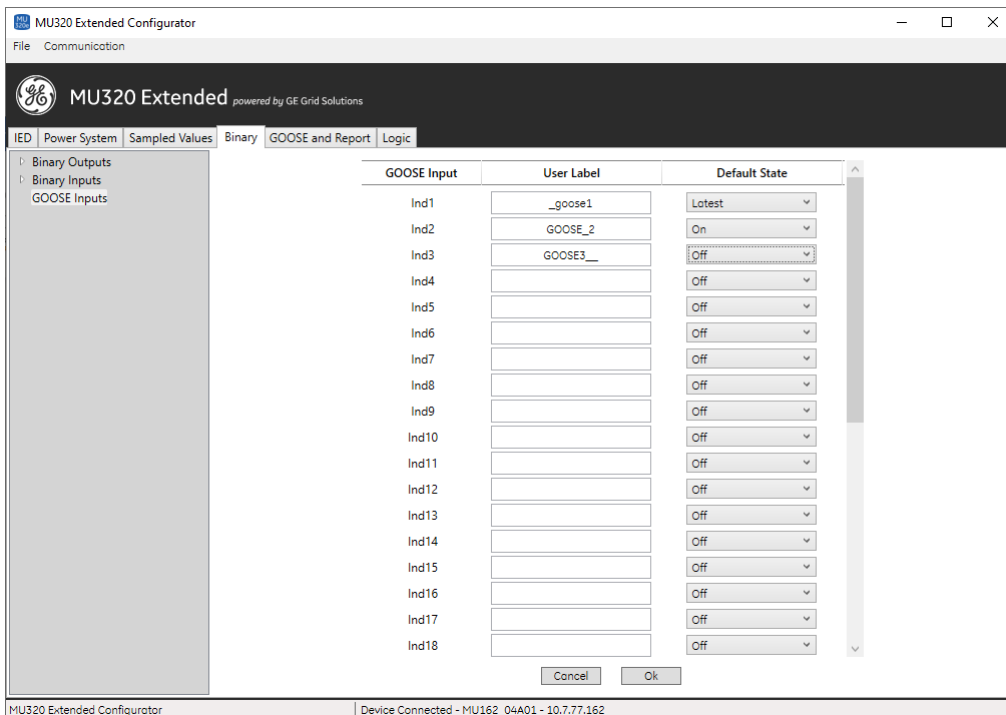 MU320 Extended Configurator
File Communication
MU320 Extended powered by GE Grid Solutions
IED Power System Sampled Values Binary GOOSE and Report Logic
Binary Outputs
Binary Inputs
GOOSE Inputs
GOOSE Input User Label Default State
Ind1 _goose1 Latest
Ind2 GOOSE_2 On
Ind3 GOOSE3__ Off
Ind4 Off
Ind5 Off
Ind6 Off
Ind7 Off
Ind8 Off
Ind9 Off
Ind10 Off
Ind11 Off
Ind12 Off
Ind13 Off
Ind14 Off
Ind15 Off
Ind16 Off
Ind17 Off
Ind18 Off
Cancel Ok
MU320 Extended Configurator Device Connected - MU162_04A01 - 10.7.77.162